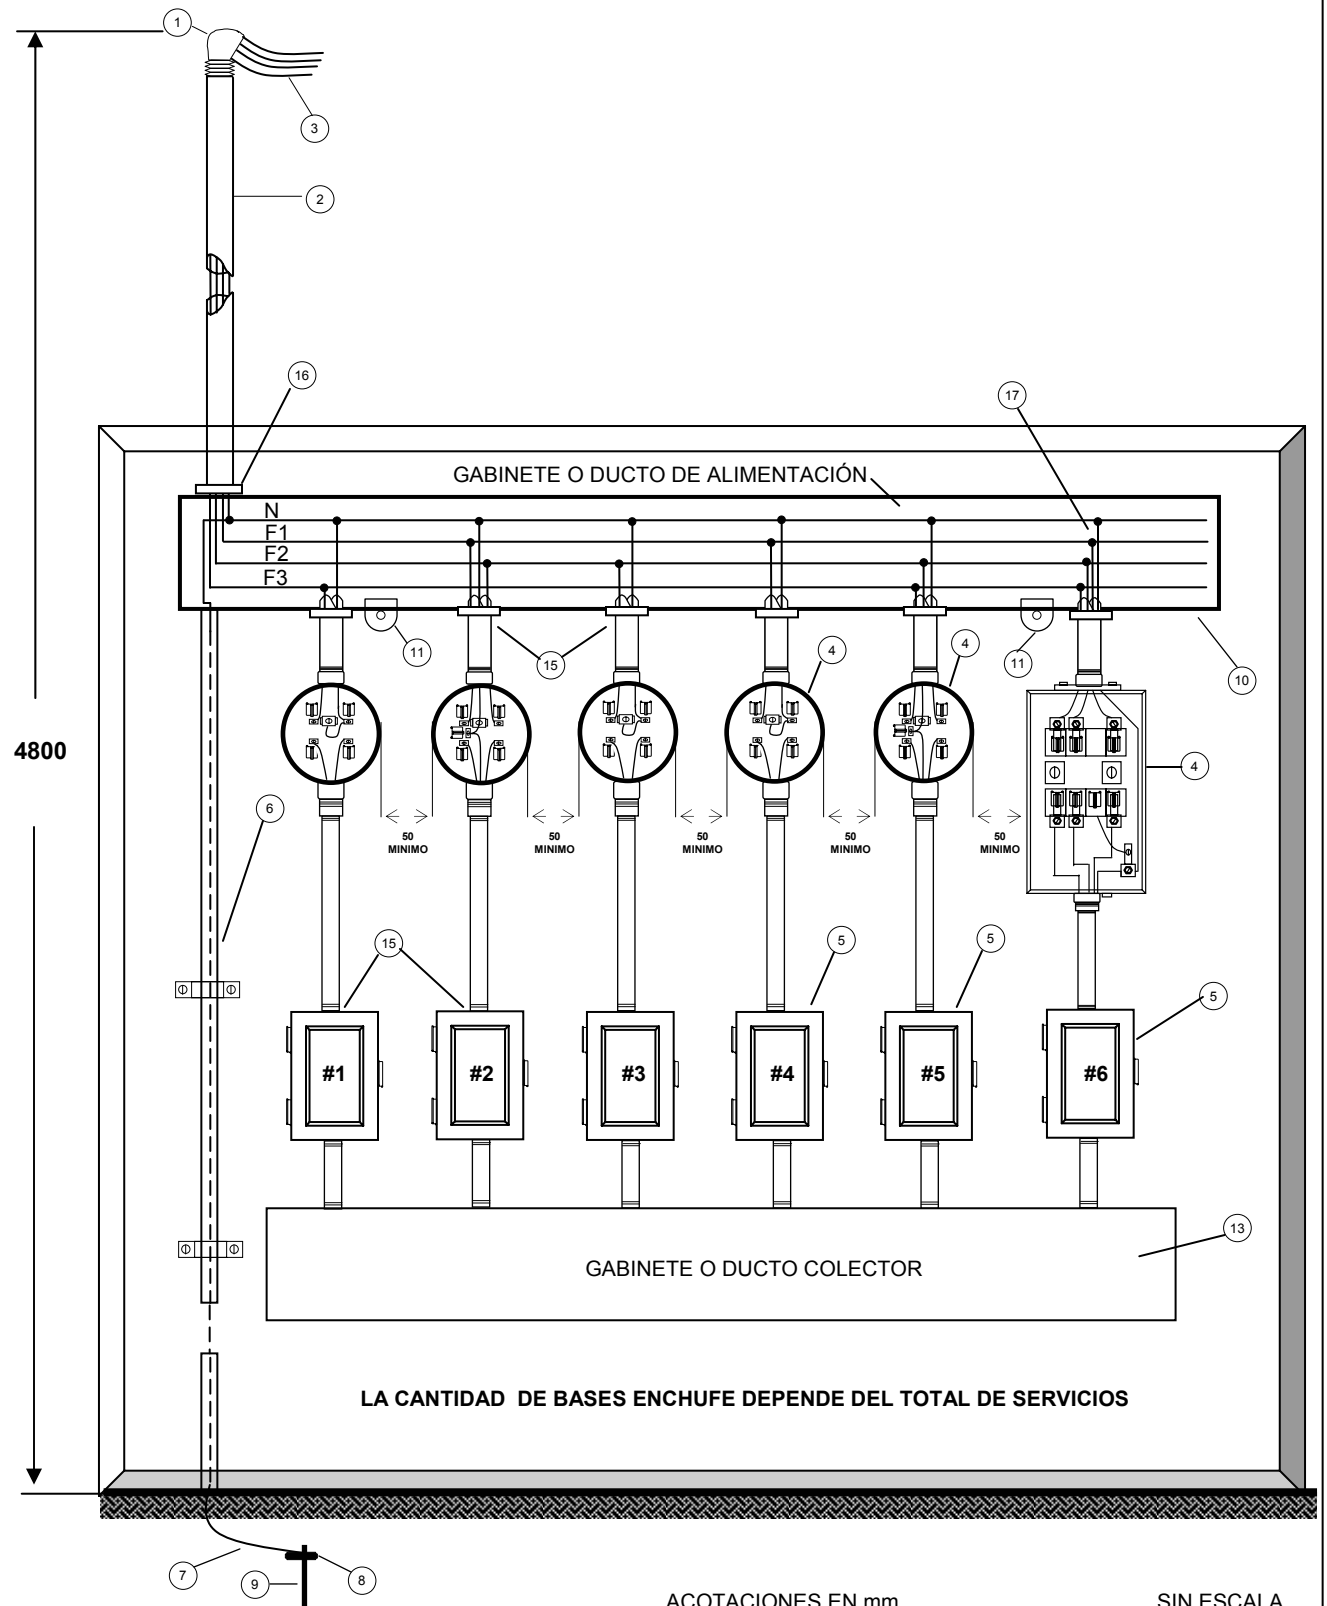 1
3
2
16
17
GABINETE O DUCTO DE ALIMENTACIÓN
N
F1
F2
F3
11
15
4
4
11
10
4800
4
6
50 MINIMO
50 MINIMO
50 MINIMO
50 MINIMO
50 MINIMO
15
5
5
5
#1
#2
#3
#4
#5
#6
13
GABINETE O DUCTO COLECTOR
LA CANTIDAD DE BASES ENCHUFE DEPENDE DEL TOTAL DE SERVICIOS
7
9
8
ACOTACIONES EN mm
SIN ESCALA